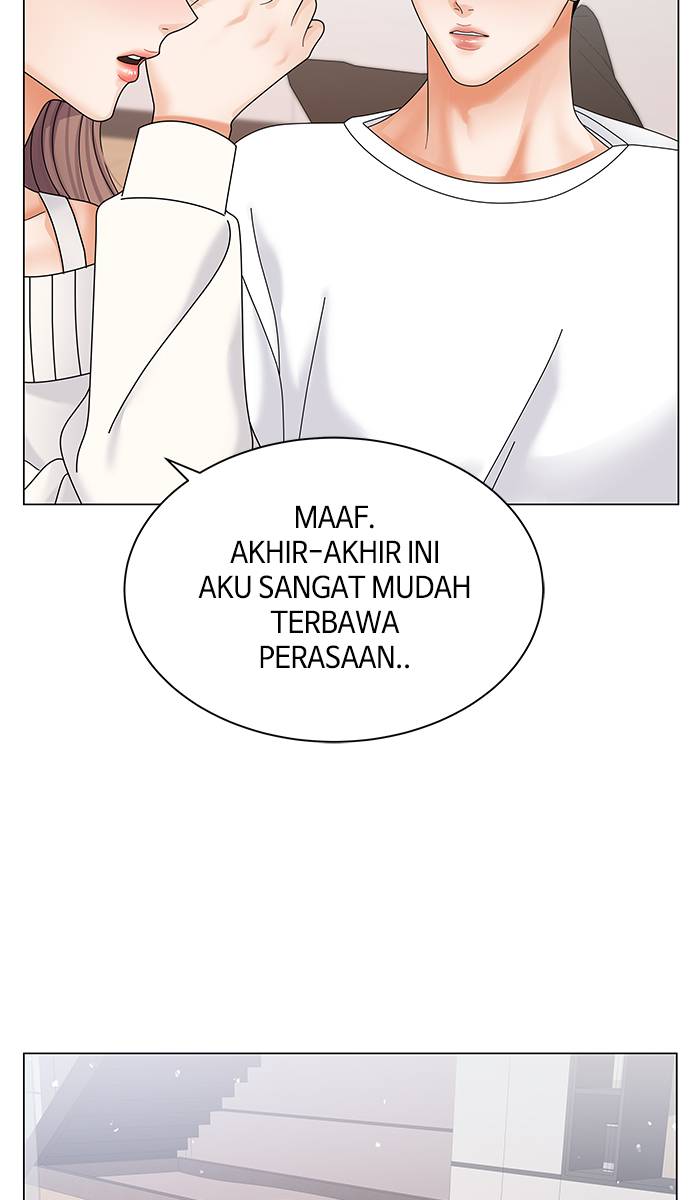 MAAF.
AKHIR-AKHIR INI
AKU SANGAT MUDAH
TERBAWA
PERASAAN..